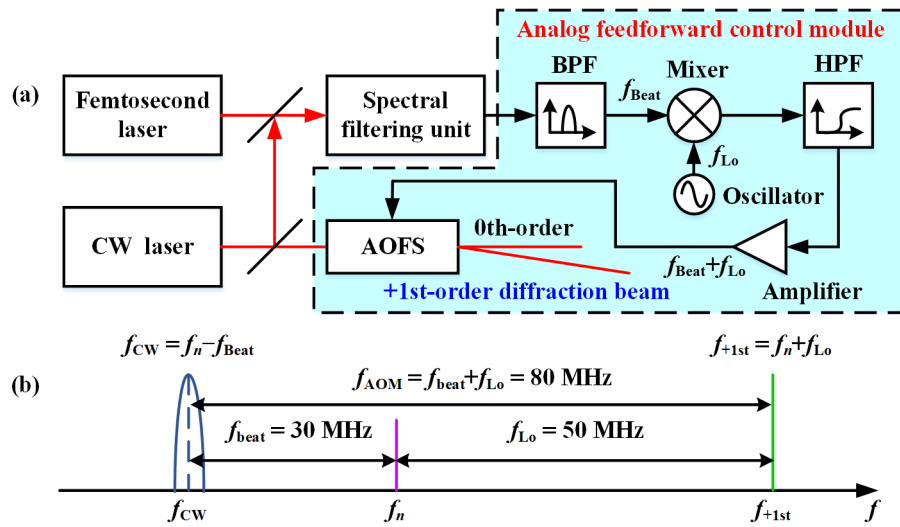 Analog feedforward control module
(a)
Femtosecond
laser
Spectral
filtering unit
BPF
fBeat
Mixer
HPF
fLo
Oscillator
CW laser
AOFS
0th-order
+1st-order diffraction beam
fBeat+fLo
Amplifier
(b)
fCW = fn−fBeat
f+1st = fn+fLo
fAOM = fbeat+fLo = 80 MHz
fbeat = 30 MHz
fLo = 50 MHz
fCW
fn
f+1st
f